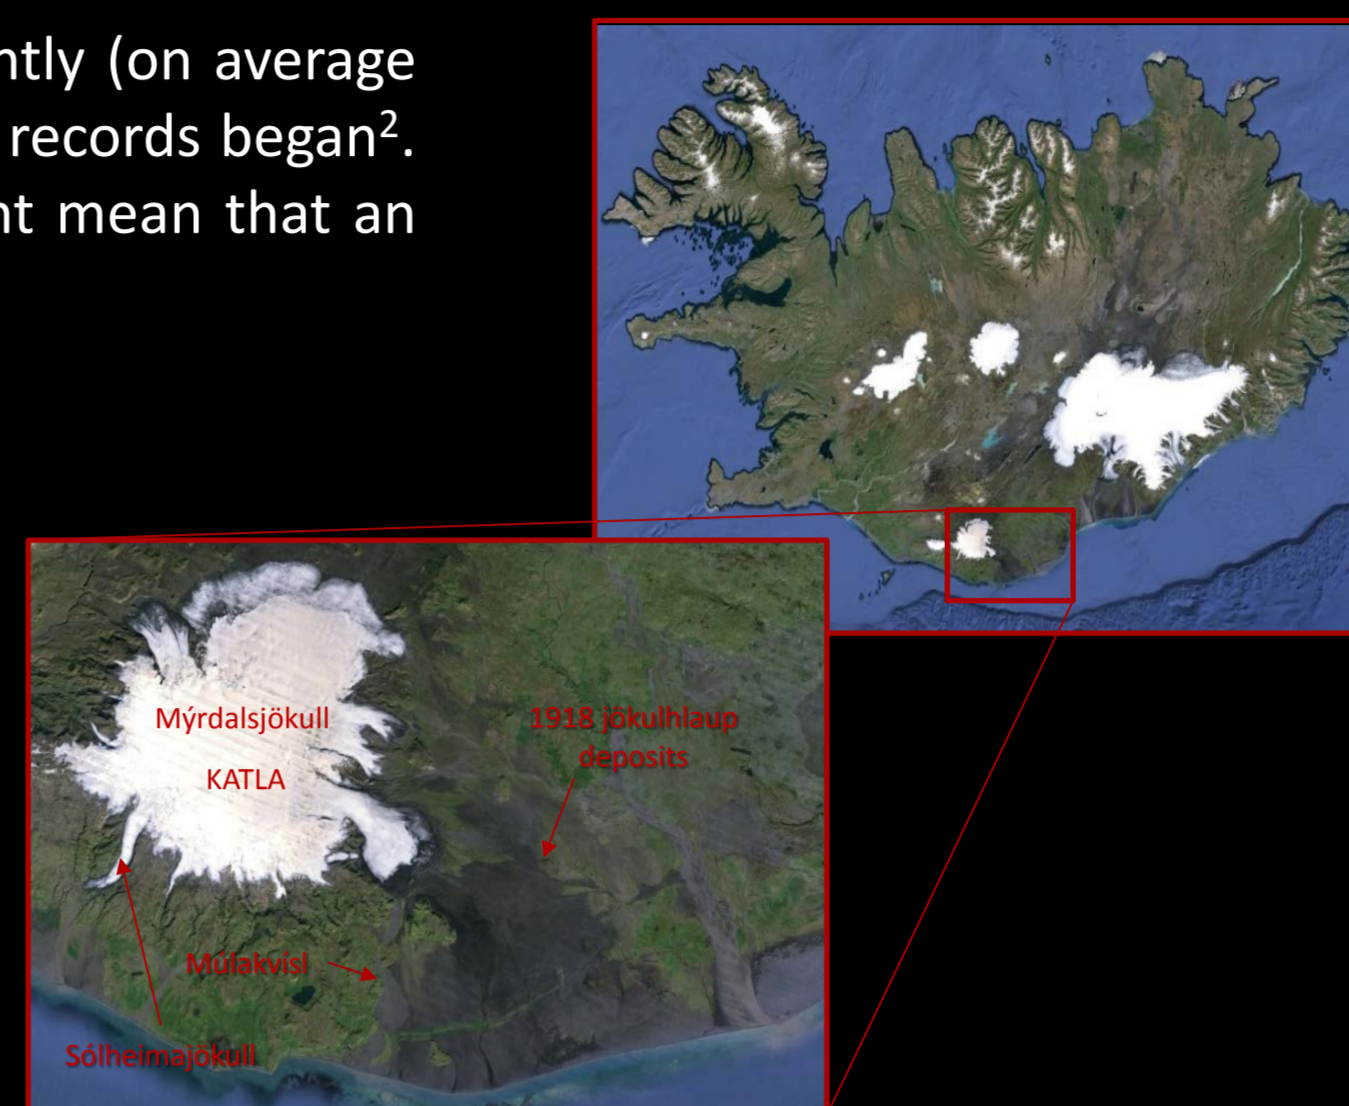 ntly (on average
records began².
nt mean that an
Mýrdalsjökull
KATLA
1918 jökulhlaup
deposits
Múlakvísl
Sólheimajökull